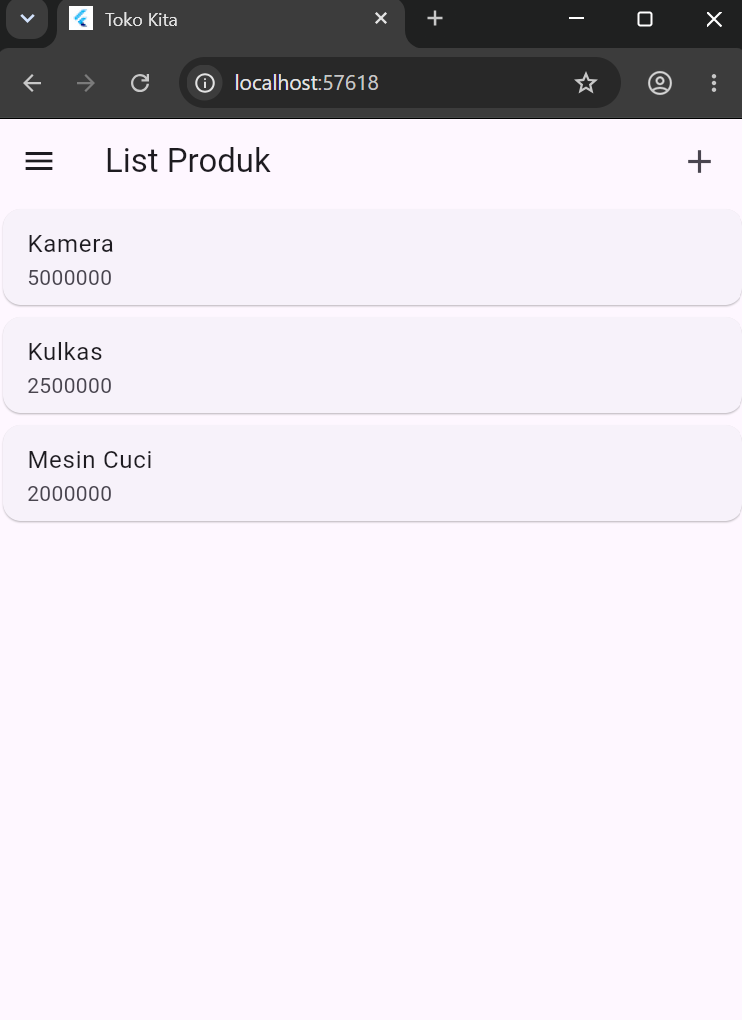 Toko Kita
localhost:57618
List Produk
Kamera
5000000
Kulkas
2500000
Mesin Cuci
2000000